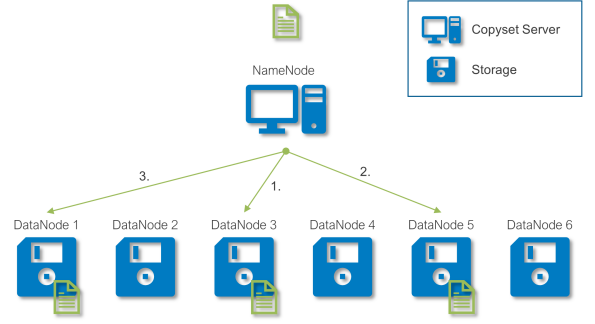 Copyset Server
Storage
NameNode
3.
1.
2.
DataNode 1
DataNode 2
DataNode 3
DataNode 4
DataNode 5
DataNode 6